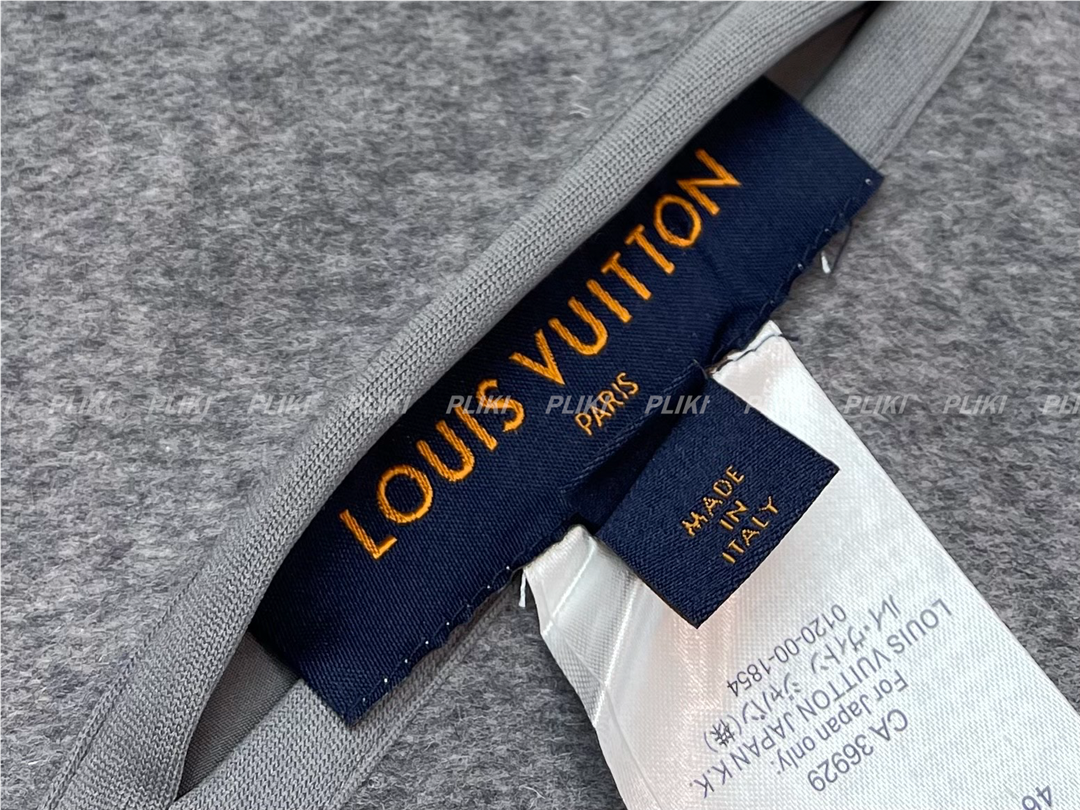 LOUIS VUITTON
PARIS
MADE
IN
ITALY
CA 36929
For Japan only:
LOUIS VUITTON JAPAN K.K.
ルイ・ヴィトン ジャパン(株)
0120-00-1854
46
PLIKI PLIKI PLIKI PLIKI PLIKI PLIKI PLIKI PLIKI